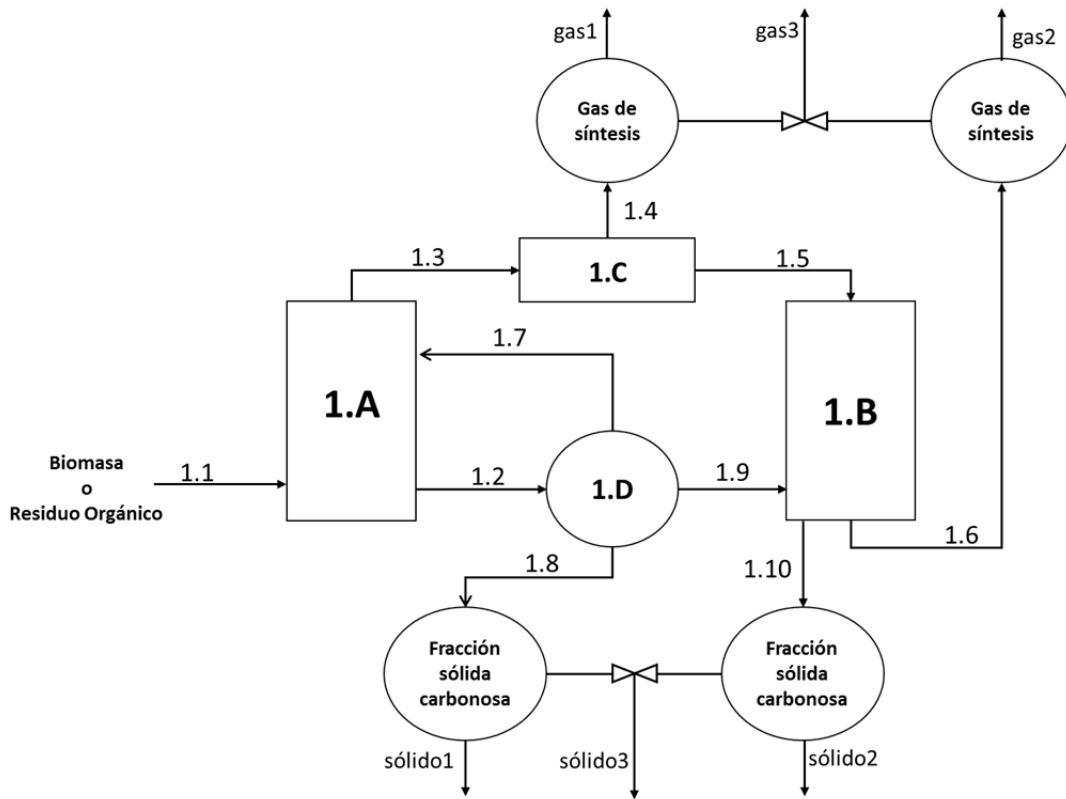 gas1
gas3
gas2
Gas de
síntesis
Gas de
síntesis
1.4
1.3
1.C
1.5
1.7
1.A
1.B
Biomasa
o
Residuo Orgánico
1.1
1.2
1.D
1.9
1.6
1.8
1.10
Fracción
sólida
carbonosa
Fracción
sólida
carbonosa
sólido1
sólido3
sólido2